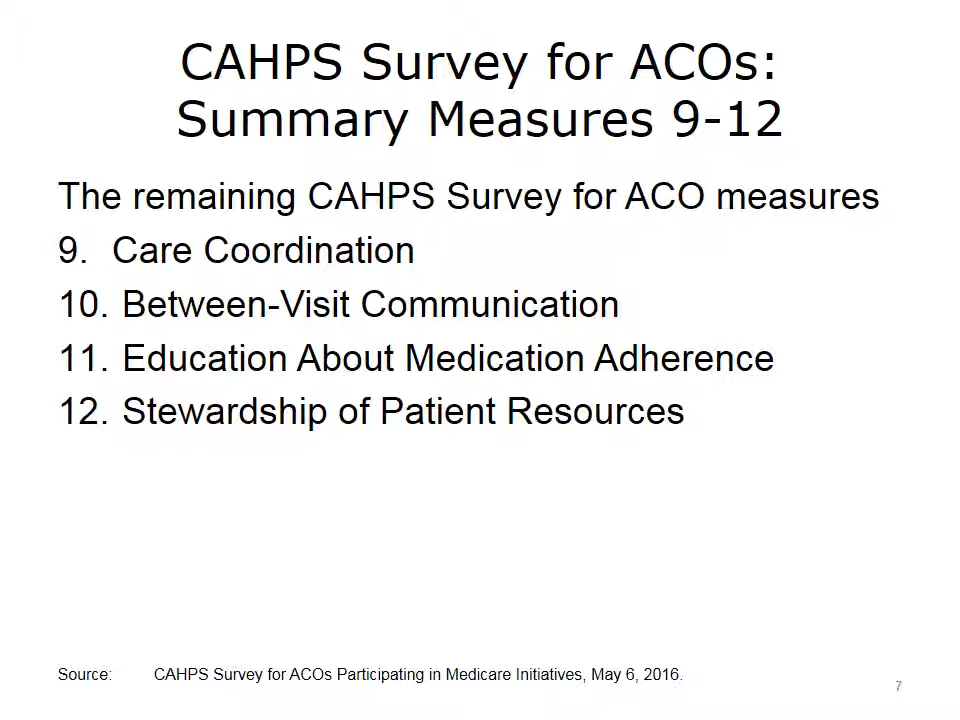 CAHPS Survey for ACOs:
Summary Measures 9-12
The remaining CAHPS Survey for ACO measures
9. Care Coordination
10. Between-Visit Communication
11. Education About Medication Adherence
12. Stewardship of Patient Resources
Source: CAHPS Survey for ACOs Participating in Medicare Initiatives, May 6, 2016.
7